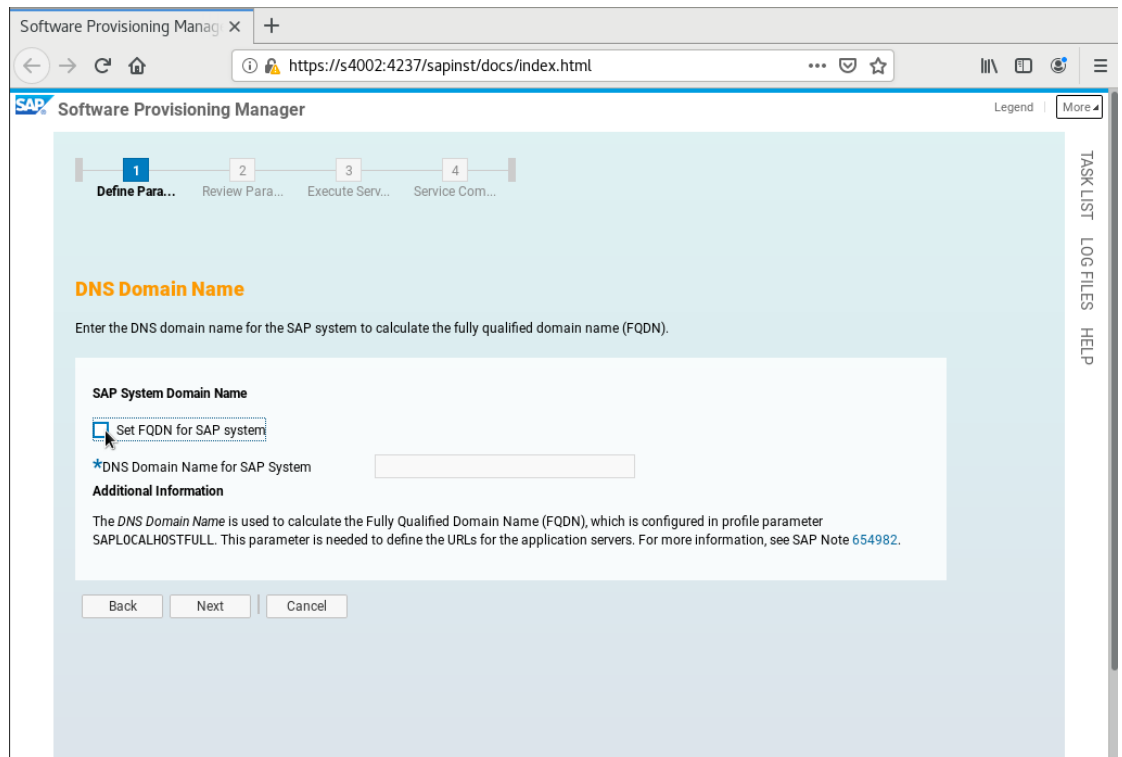 Software Provisioning Manag
https://s4002:4237/sapinst/docs/index.html
SAP Software Provisioning Manager
Legend
More
1
2
3
4
Define Para...
Review Para...
Execute Serv...
Service Com...
TASK LIST
LOG FILES
HELP
DNS Domain Name
Enter the DNS domain name for the SAP system to calculate the fully qualified domain name (FQDN).
SAP System Domain Name
Set FQDN for SAP system
*DNS Domain Name for SAP System
Additional Information
The DNS Domain Name is used to calculate the Fully Qualified Domain Name (FQDN), which is configured in profile parameter
SAPLOCALHOSTFULL. This parameter is needed to define the URLs for the application servers. For more information, see SAP Note 654982.
Back
Next
Cancel